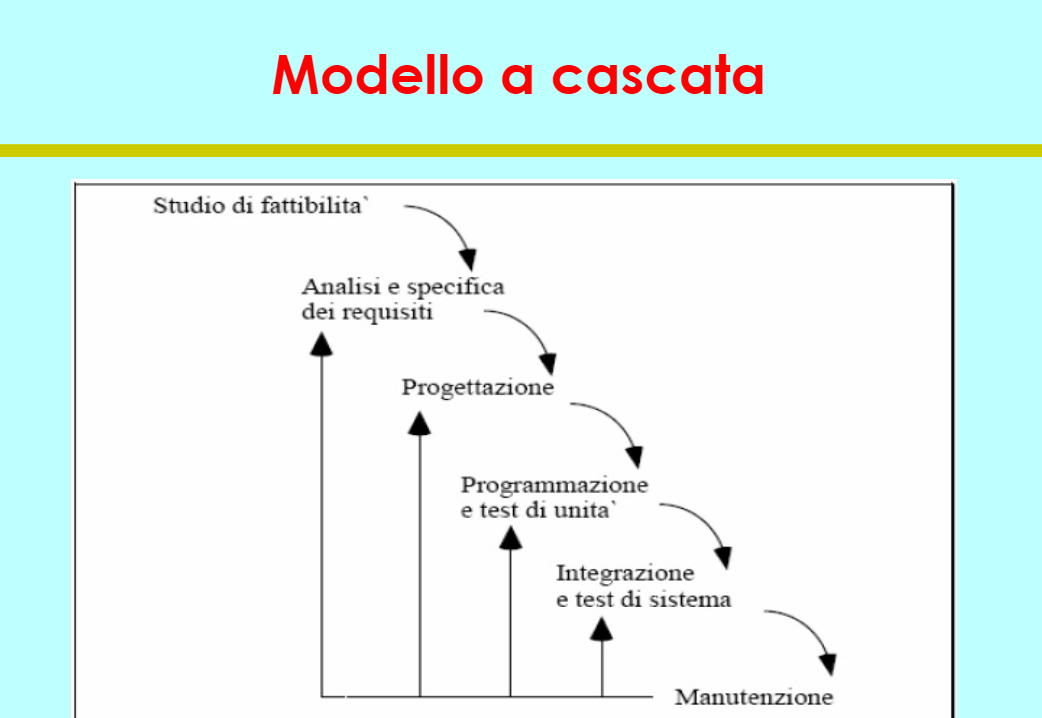 Modello a cascata
Studio di fattibilita`
Analisi e specifica
dei requisiti
Progettazione
Programmazione
e test di unita`
Integrazione
e test di sistema
Manutenzione